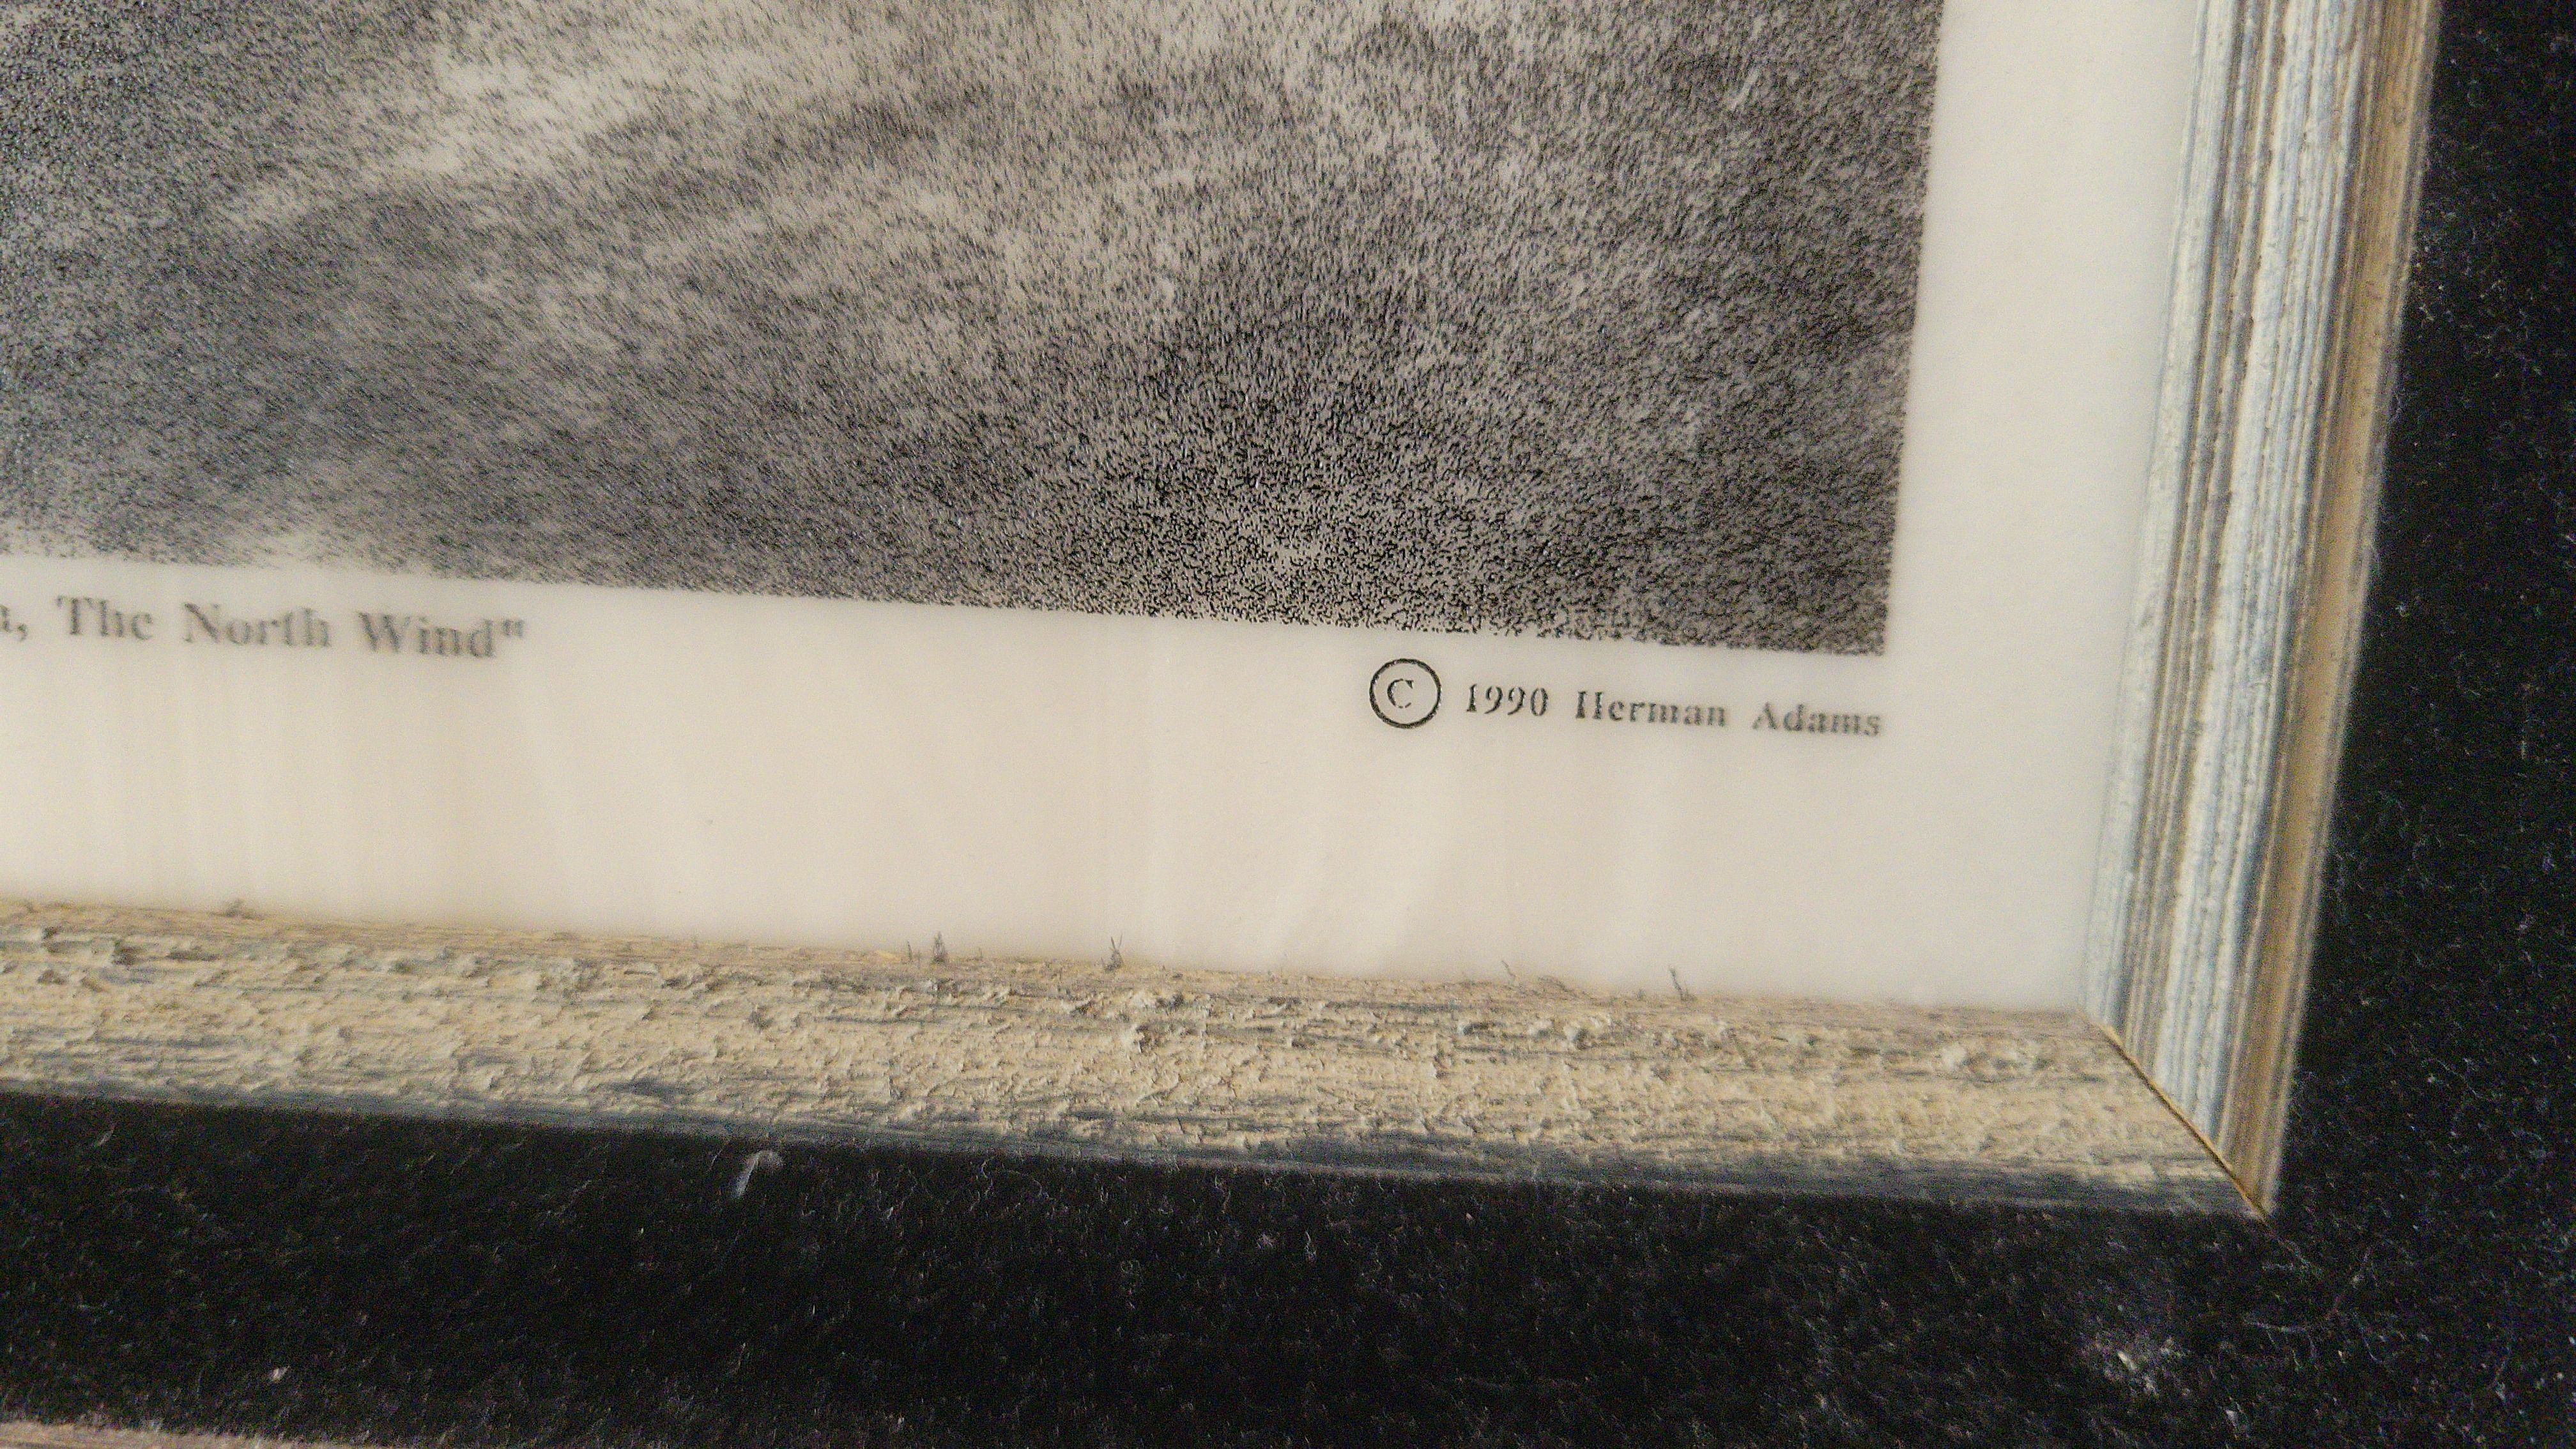 a, The North Wind"
© 1990 Herman Adams